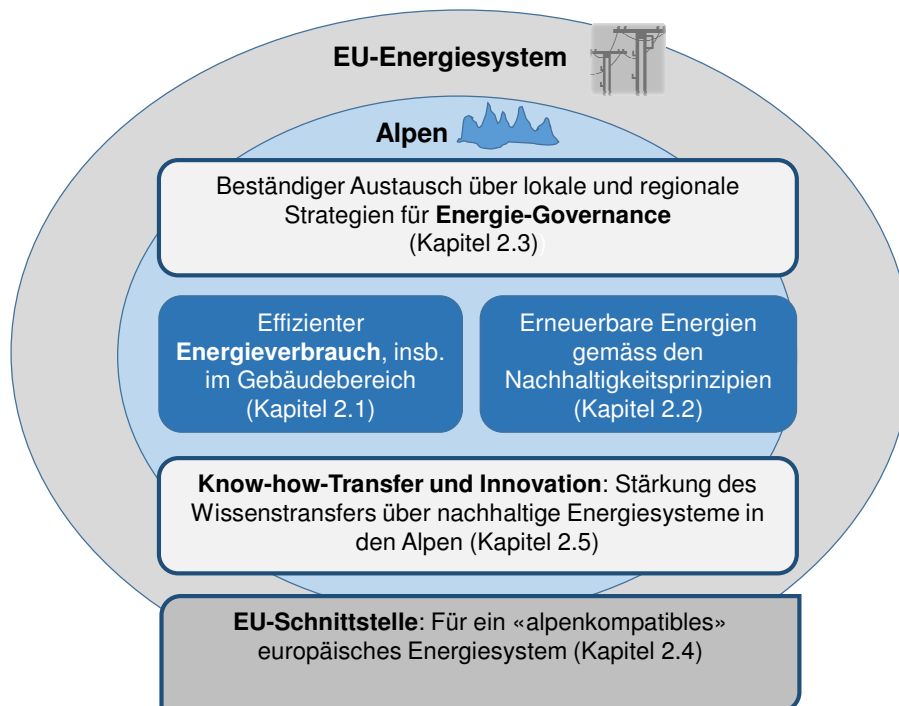 EU-Energiesystem
Alpen
Beständiger Austausch über lokale und regionale
Strategien für Energie-Governance
(Kapitel 2.3)
Effizienter
Energieverbrauch, insb.
im Gebäudebereich
(Kapitel 2.1)
Erneuerbare Energien
gemäss den
Nachhaltigkeitsprinzipien
(Kapitel 2.2)
Know-how-Transfer und Innovation: Stärkung des
Wissenstransfers über nachhaltige Energiesysteme in
den Alpen (Kapitel 2.5)
EU-Schnittstelle: Für ein «alpenkompatibles»
europäisches Energiesystem (Kapitel 2.4)